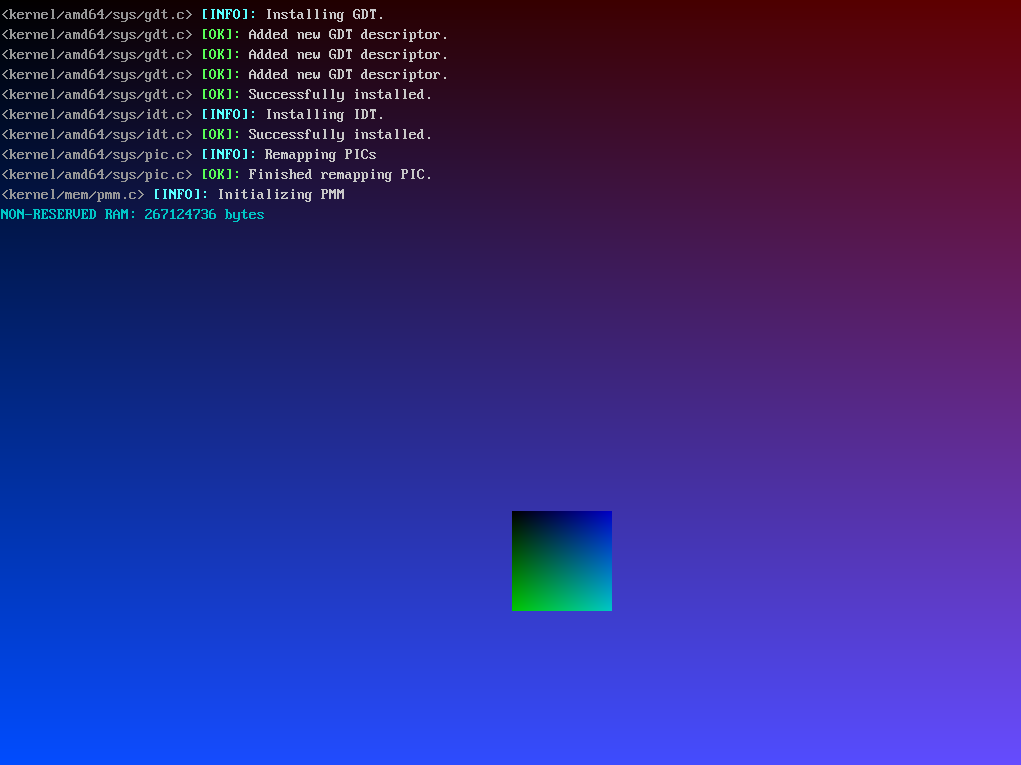 <kernel/amd64/sys/gdt.c> [INFO]: Installing GDT.
<kernel/amd64/sys/gdt.c> [OK]: Added new GDT descriptor.
<kernel/amd64/sys/gdt.c> [OK]: Added new GDT descriptor.
<kernel/amd64/sys/gdt.c> [OK]: Added new GDT descriptor.
<kernel/amd64/sys/gdt.c> [OK]: Successfully installed.
<kernel/amd64/sys/idt.c> [INFO]: Installing IDT.
<kernel/amd64/sys/idt.c> [OK]: Successfully installed.
<kernel/amd64/sys/pic.c> [INFO]: Remapping PICs
<kernel/amd64/sys/pic.c> [OK]: Finished remapping PIC.
<kernel/mem/pmm.c> [INFO]: Initializing PMM
NON-RESERVED RAM: 267124736 bytes